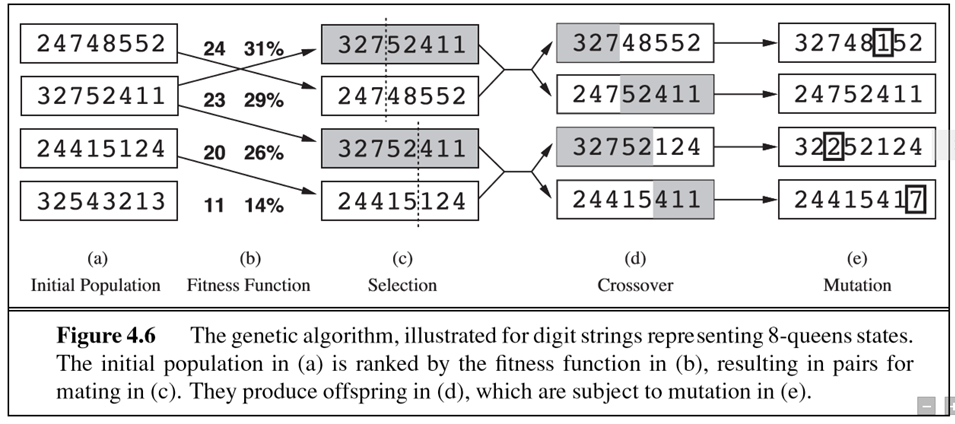 24748552 24 31% 32752411 32748552 32748152
32752411 23 29% 24748552 24752411 24752411
24415124 20 26% 32752411 32752124 32252124
32543213 11 14% 24415124 24415411 24415417
(a) (b) (c) (d) (e)
Initial Population Fitness Function Selection Crossover Mutation
Figure 4.6 The genetic algorithm, illustrated for digit strings representing 8-queens states.
The initial population in (a) is ranked by the fitness function in (b), resulting in pairs for
mating in (c). They produce offspring in (d), which are subject to mutation in (e).